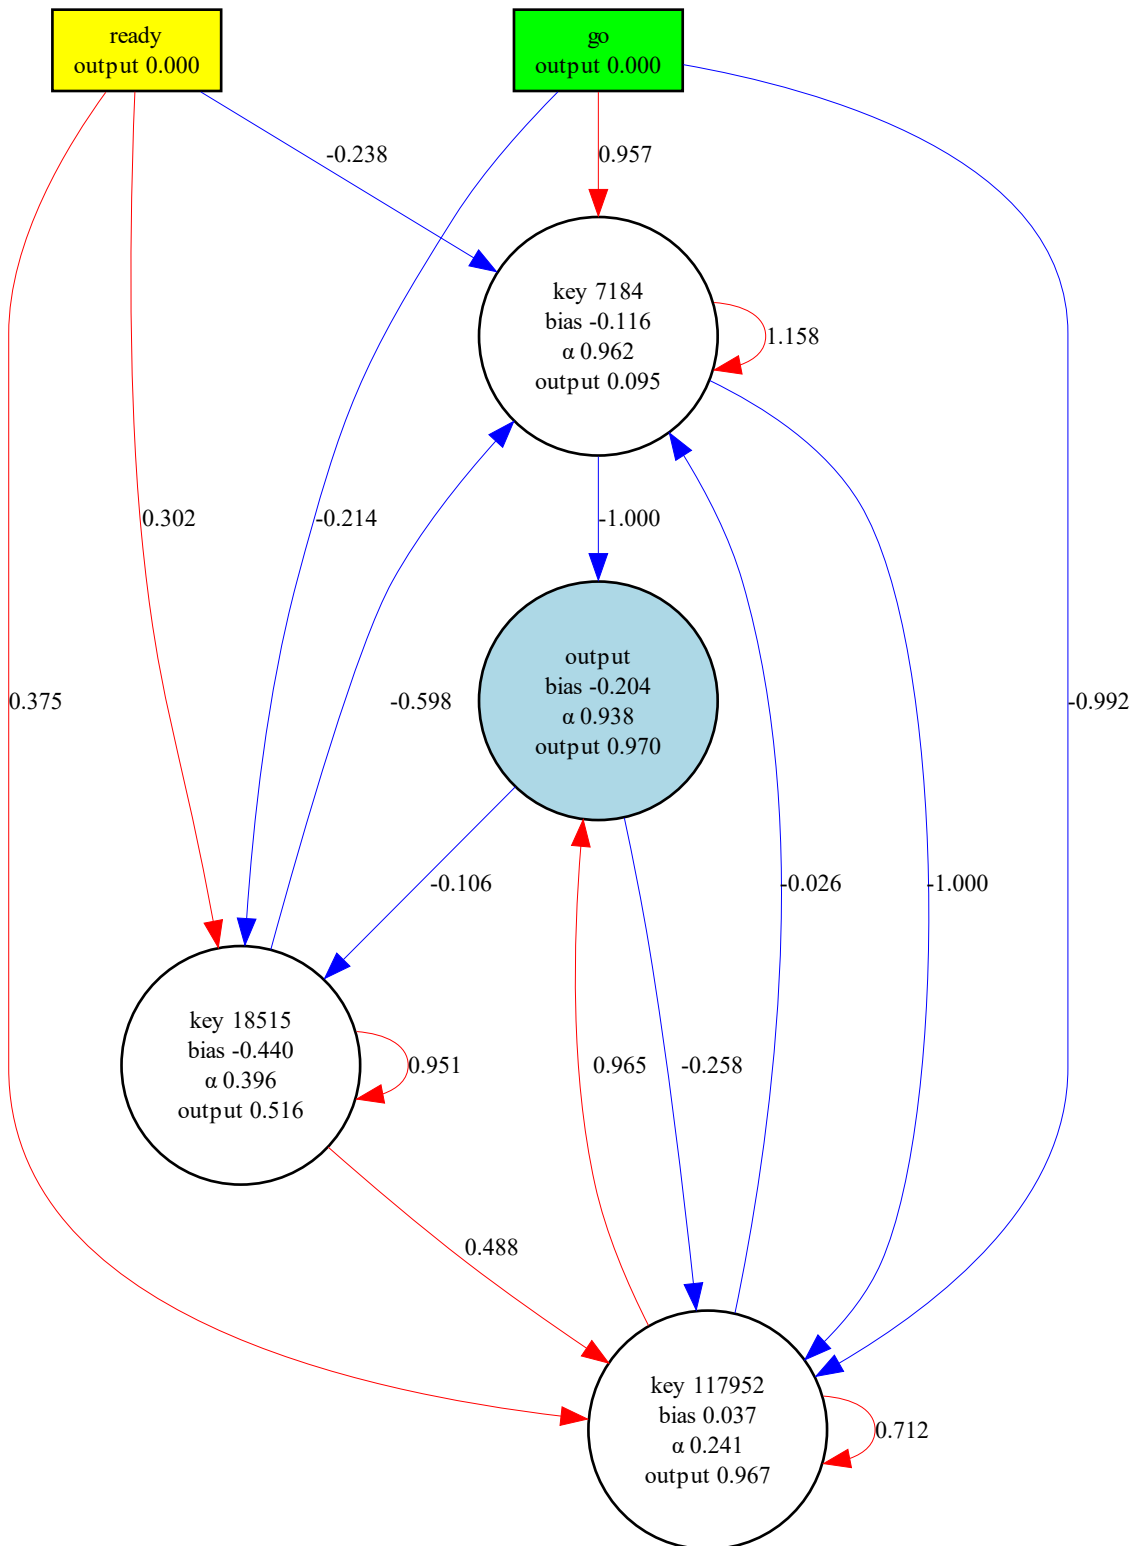 ready
output 0.000
go
output 0.000
-0.238
0.957
key 7184
bias -0.116
α 0.962
output 0.095
1.158
0.302
-0.214
-1.000
output
bias -0.204
α 0.938
output 0.970
0.375
-0.598
-0.992
-0.106
-0.026
-1.000
key 18515
bias -0.440
α 0.396
output 0.516
0.951
0.965
-0.258
0.488
key 117952
bias 0.037
α 0.241
output 0.967
0.712